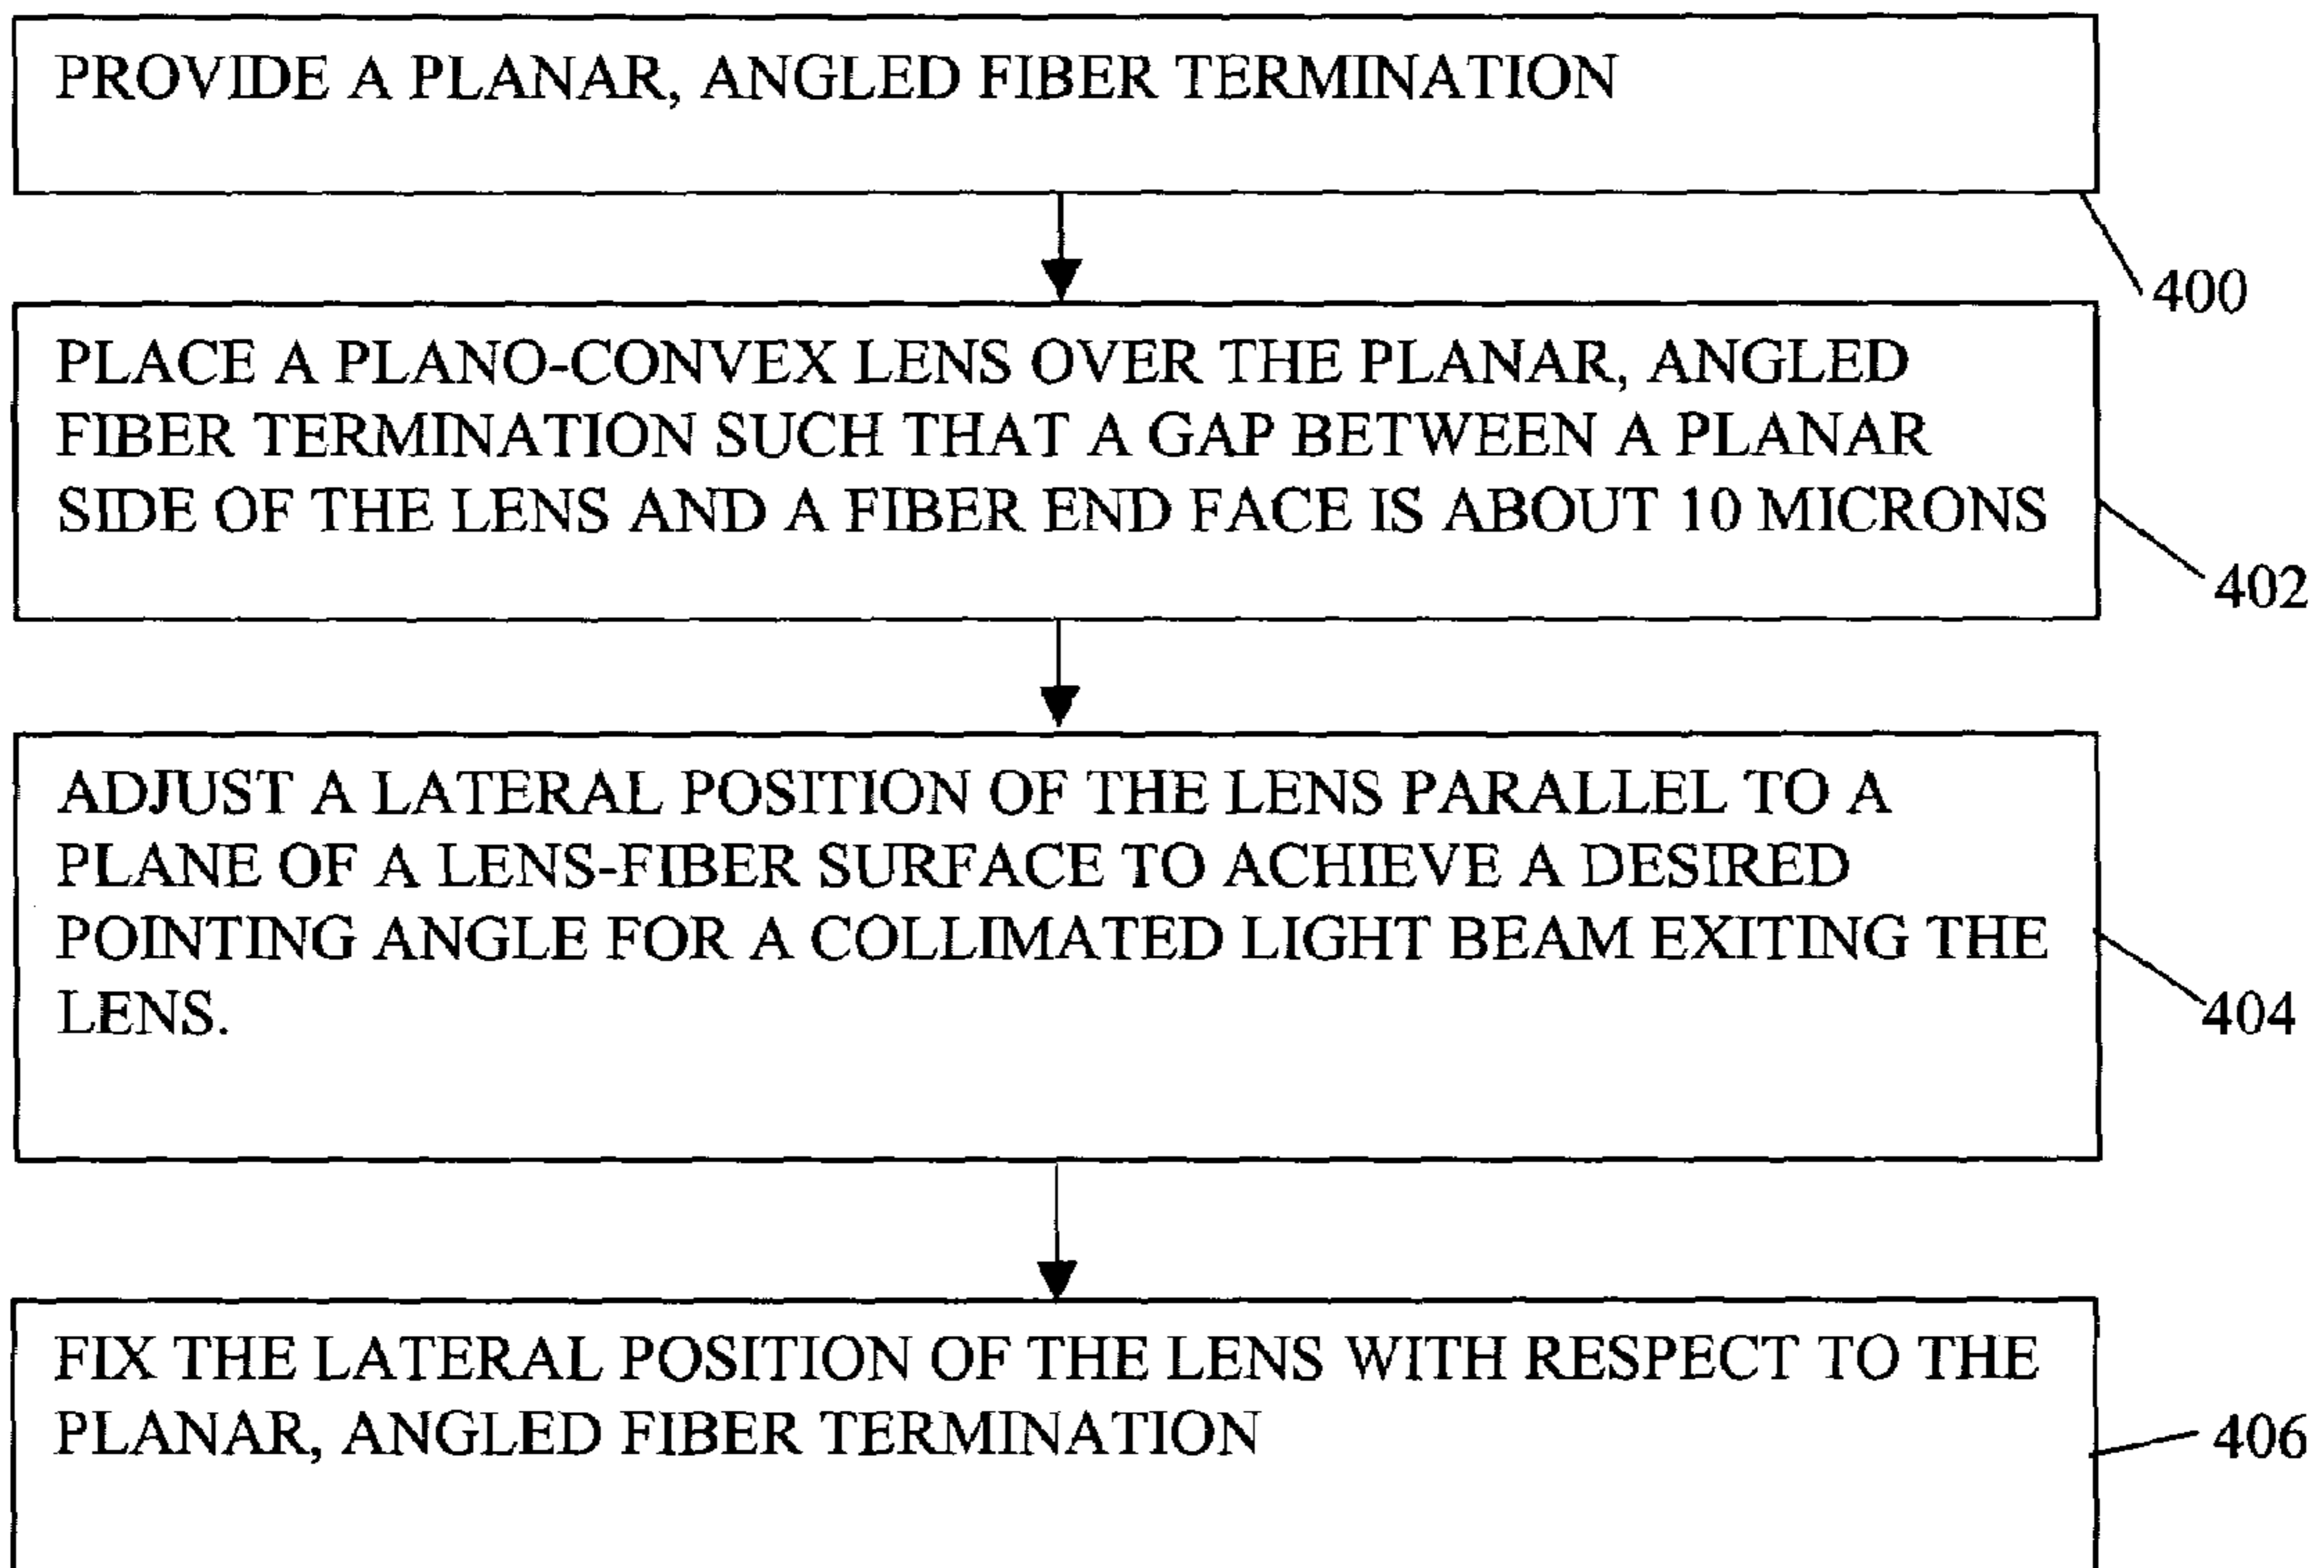 PROVIDE A PLANAR, ANGLED FIBER TERMINATION
400
PLACE A PLANO-CONVEX LENS OVER THE PLANAR, ANGLED
FIBER TERMINATION SUCH THAT A GAP BETWEEN A PLANAR
SIDE OF THE LENS AND A FIBER END FACE IS ABOUT 10 MICRONS
402
ADJUST A LATERAL POSITION OF THE LENS PARALLEL TO A
PLANE OF A LENS-FIBER SURFACE TO ACHIEVE A DESIRED
POINTING ANGLE FOR A COLLIMATED LIGHT BEAM EXITING THE
LENS.
404
FIX THE LATERAL POSITION OF THE LENS WITH RESPECT TO THE
PLANAR, ANGLED FIBER TERMINATION
406